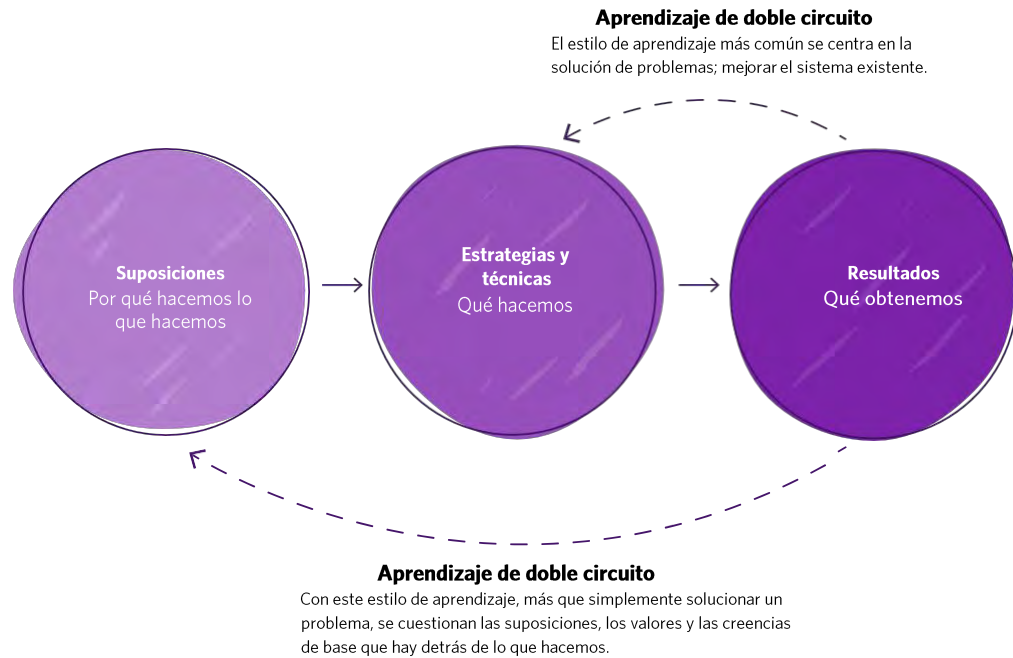 Aprendizaje de doble circuito
El estilo de aprendizaje más común se centra en la
solución de problemas; mejorar el sistema existente.
Suposiciones
Por qué hacemos lo
que hacemos
Estrategias y
técnicas
Qué hacemos
Resultados
Qué obtenemos
Aprendizaje de doble circuito
Con este estilo de aprendizaje, más que simplemente solucionar un
problema, se cuestionan las suposiciones, los valores y las creencias
de base que hay detrás de lo que hacemos.